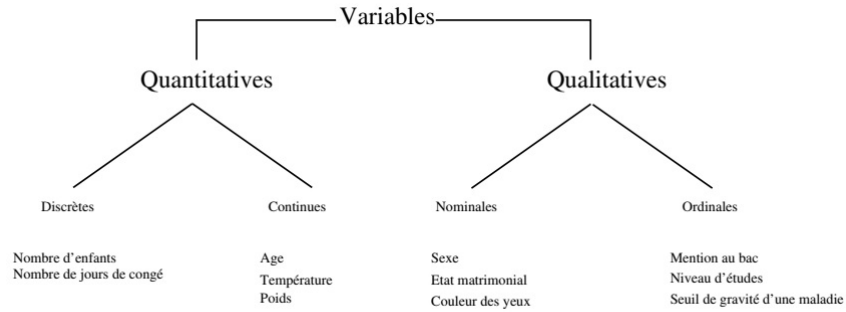 Variables
Quantitatives
Qualitatives
Discrètes
Continues
Nominales
Ordinales
Nombre d'enfants
Nombre de jours de congé
Age
Température
Poids
Sexe
Etat matrimonial
Couleur des yeux
Mention au bac
Niveau d'études
Seuil de gravité d'une maladie